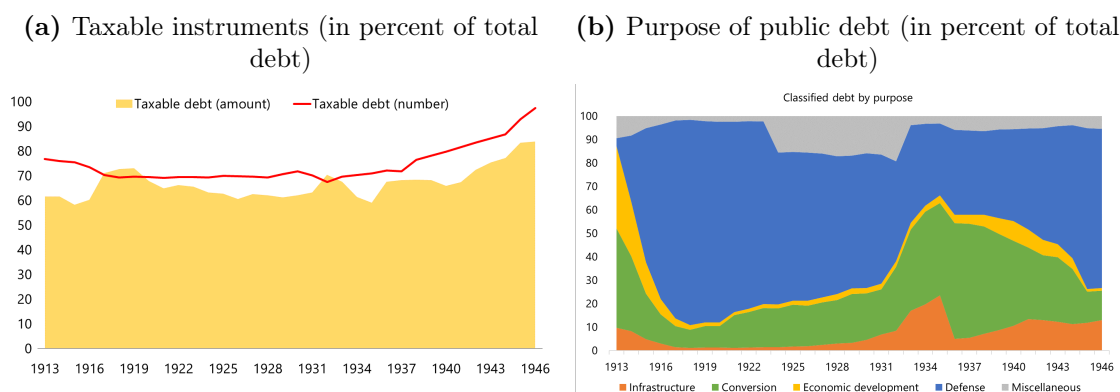 (a) Taxable instruments (in percent of total
debt)
Taxable debt (amount) Taxable debt (number)
100
90
80
70
60
50
40
30
20
10
0
1913 1916 1919 1922 1925 1928 1931 1934 1937 1940 1943 1946
(b) Purpose of public debt (in percent of total
debt)
Classified debt by purpose
100
90
80
70
60
50
40
30
20
10
0
1913 1916 1919 1922 1925 1928 1931 1934 1937 1940 1943 1946
Infrastructure Conversion Economic development Defense Miscellaneous